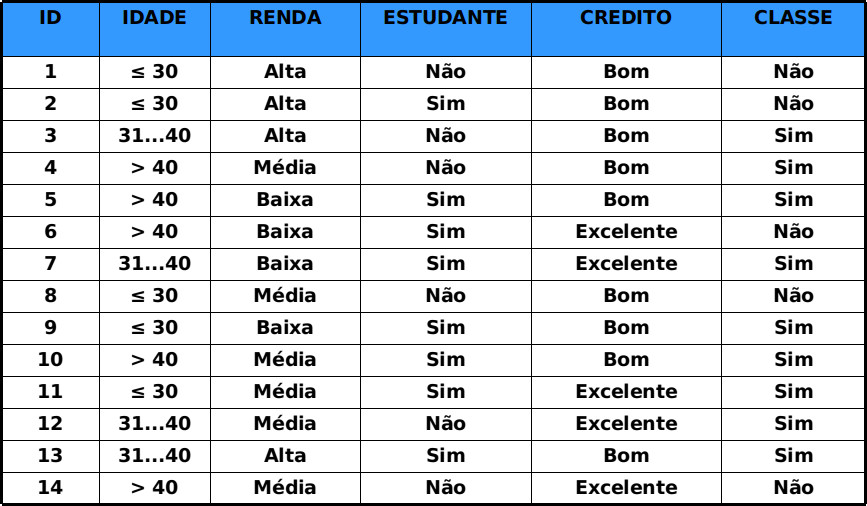 ID IDADE RENDA ESTUDANTE CREDITO CLASSE
1 ≤ 30 Alta Não Bom Não
2 ≤ 30 Alta Sim Bom Não
3 31...40 Alta Não Bom Sim
4 > 40 Média Não Bom Sim
5 > 40 Baixa Sim Bom Sim
6 > 40 Baixa Sim Excelente Não
7 31...40 Baixa Sim Excelente Sim
8 ≤ 30 Média Não Bom Não
9 ≤ 30 Baixa Sim Bom Sim
10 > 40 Média Sim Bom Sim
11 ≤ 30 Média Sim Excelente Sim
12 31...40 Média Não Excelente Sim
13 31...40 Alta Sim Bom Sim
14 > 40 Média Não Excelente Não